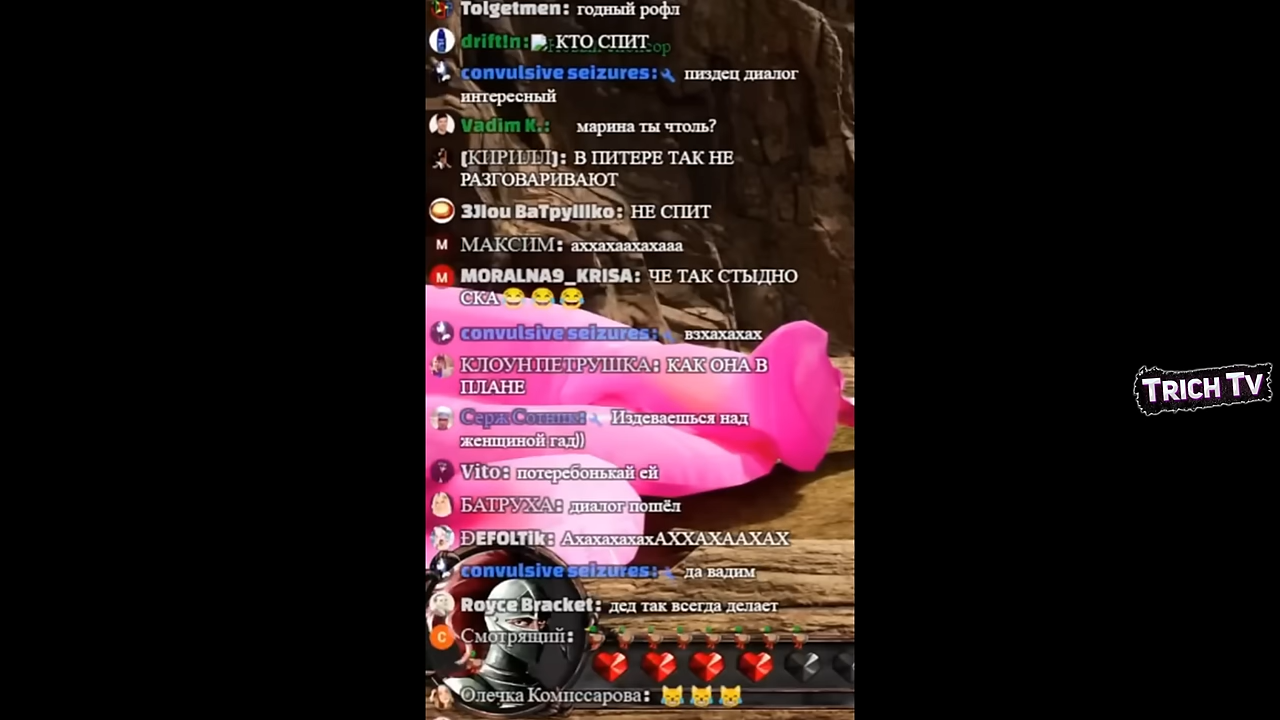 Tolgetmen: годный рофл
drift!n: КТО СПИТ
convulsive seizures: пиздец диалог
интересный
Vadim K.: марина ты чтоль?
[КИРИЛЛ]: В ПИТЕРЕ ТАК НЕ
РАЗГОВАРИВАЮТ
3Jlou BaTpyIIIko: НЕ СПИТ
M МАКСИМ: аххахаахахааа
M MORALNA9_KRISA: ЧЕ ТАК СТЫДНО
СКА😂😂😂
convulsive seizures: взхахахах
КЛОУН ПЕТРУШКА: КАК ОНА В
ПЛАНЕ
Серж Сотник: Издеваешься над
женщиной гад))
Vito: потеребонькай ей
БАТРУХА: диалог пошёл
ĐEFOLTik: АхахахахахАХХАХААХАХ
convulsive seizures: да вадим
Royce Bracket: дед так всегда делает
C Смотрящий:
Олечка Комиссарова: 😹😹😹
TRICH TV